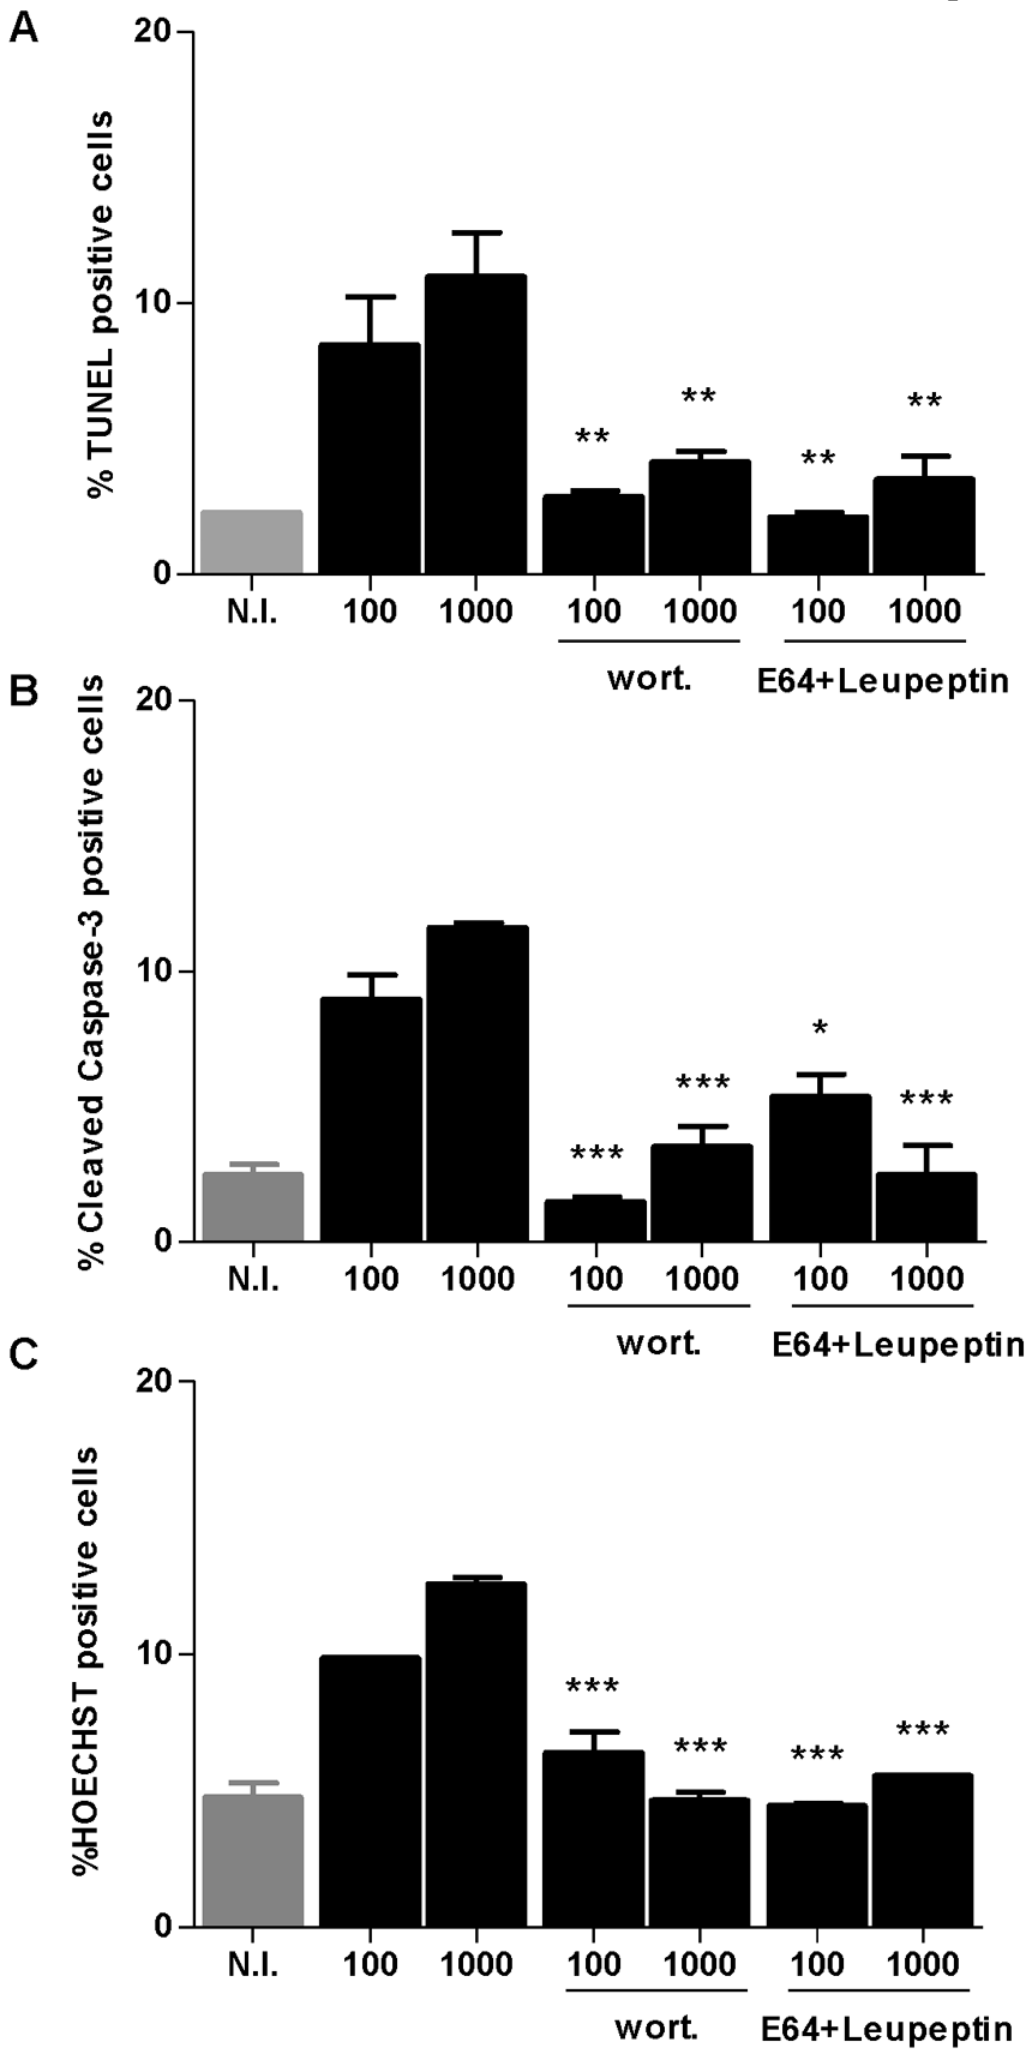 A
% TUNEL positive cells
20
10
0
** ** ** **
N.I. 100 1000 100 1000 100 1000
wort. E64+Leupeptin
B
% Cleaved Caspase-3 positive cells
20
10
0
*** *** * ***
N.I. 100 1000 100 1000 100 1000
wort. E64+Leupeptin
C
%HOECHST positive cells
20
10
0
*** *** *** ***
N.I. 100 1000 100 1000 100 1000
wort. E64+Leupeptin